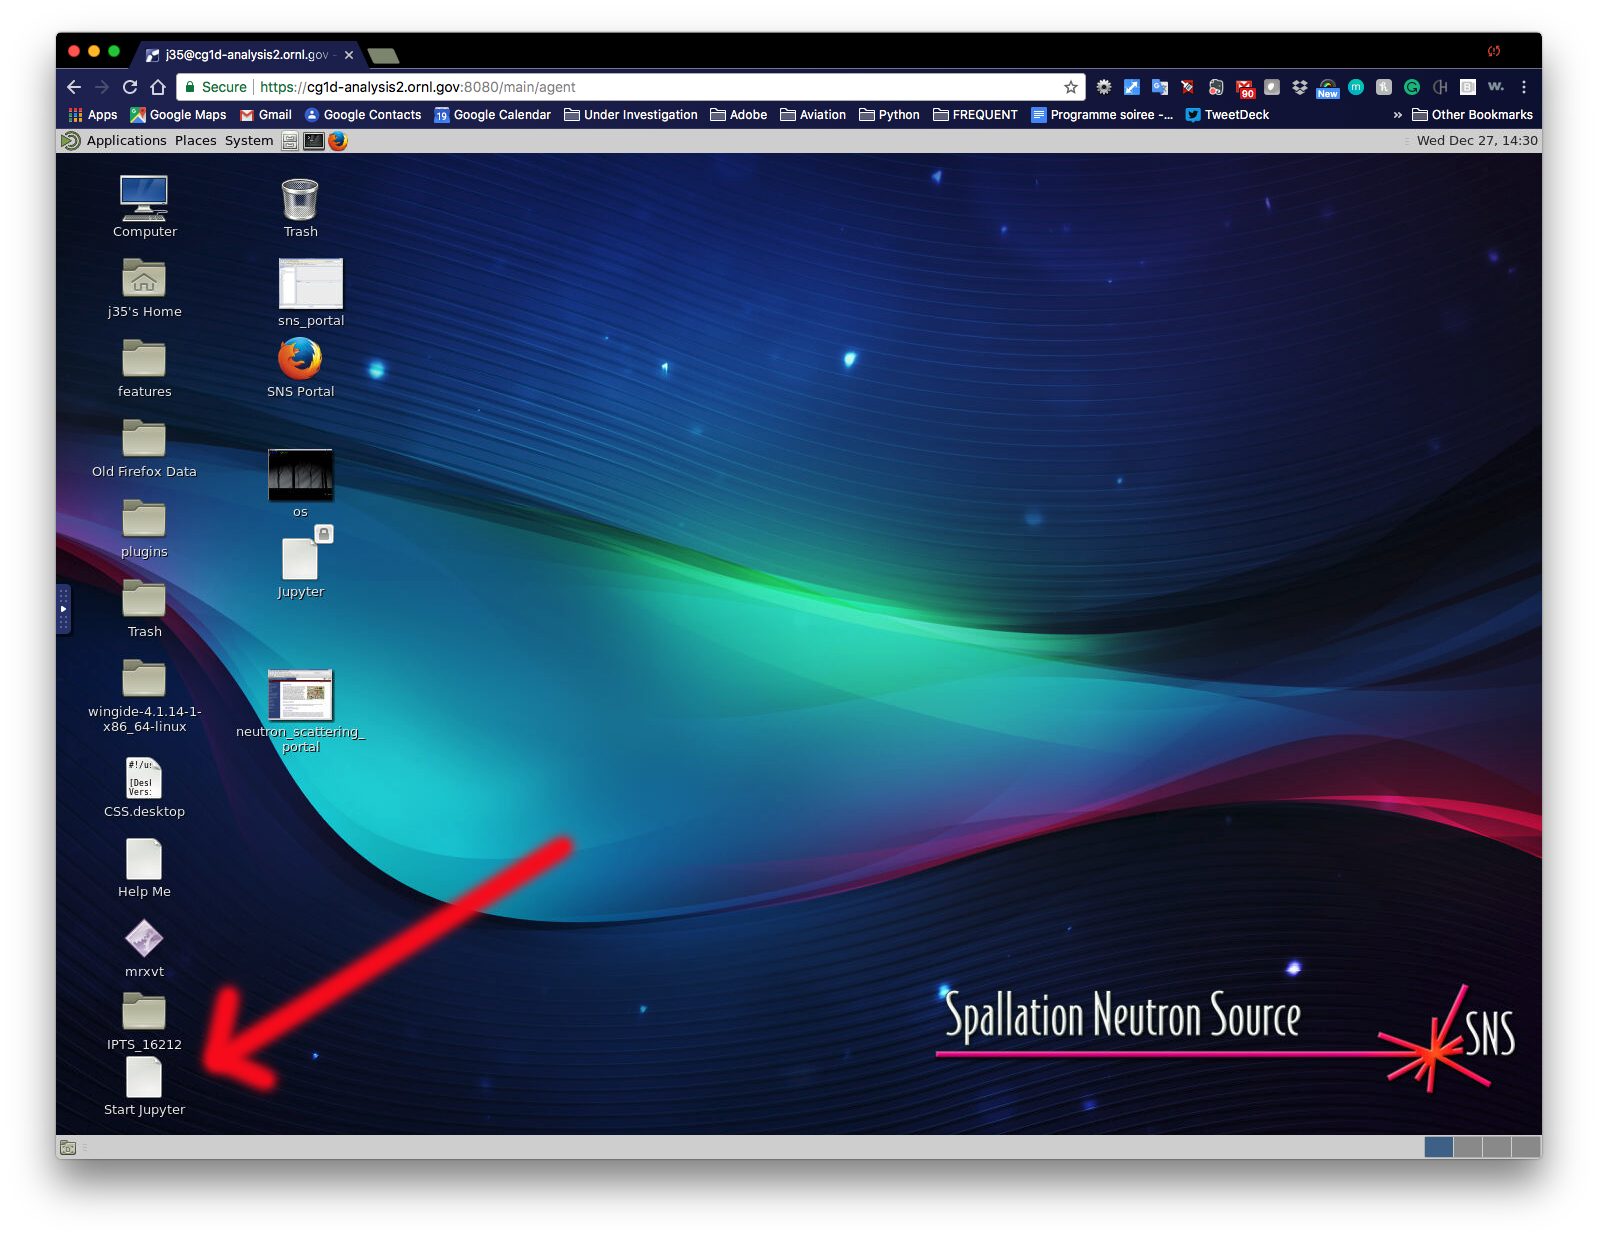 j35@cg1d-analysis2.ornl.gov
Secure https://cg1d-analysis2.ornl.gov:8080/main/agent
90
New
Apps Google Maps Gmail Google Contacts 19 Google Calendar Under Investigation Adobe Aviation Python FREQUENT Programme soiree -... TweetDeck » Other Bookmarks
Applications Places System Wed Dec 27, 14:30
Computer
Trash
j35's Home
sns_portal
features
SNS Portal
Old Firefox Data
os
plugins
Jupyter
Trash
wingide-4.1.14-1-
x86_64-linux
neutron_scattering_
portal
#!/us
[Desl
Vers:
CSS.desktop
Help Me
mrxvt
IPTS_16212
Start Jupyter
Spallation Neutron Source
SNS